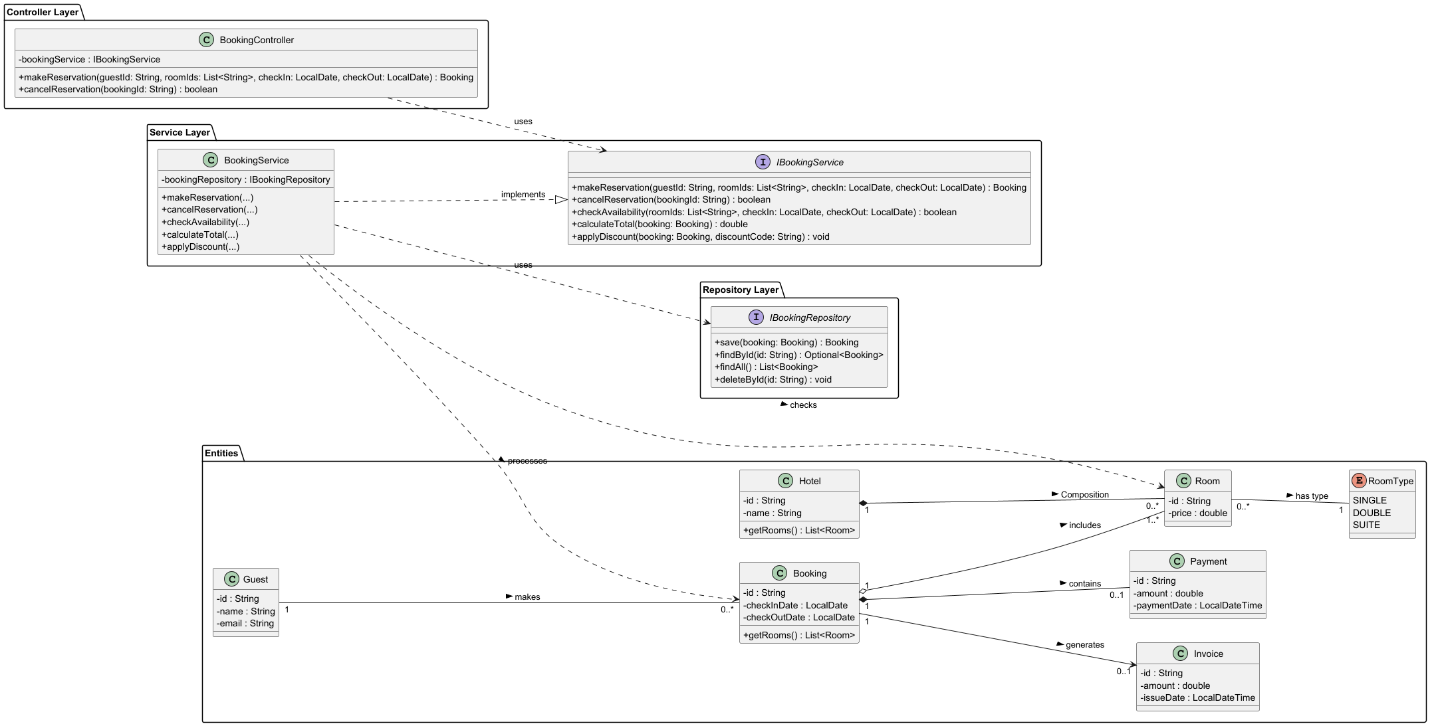 Controller Layer
C BookingController
-bookingService : IBookingService
+makeReservation(guestId: String, roomIds: List<String>, checkIn: LocalDate, checkOut: LocalDate) : Booking
+cancelReservation(bookingId: String) : boolean
uses
Service Layer
C BookingService
-bookingRepository : IBookingRepository
+makeReservation(...)
+cancelReservation(...)
+checkAvailability(...)
+calculateTotal(...)
+applyDiscount(...)
implements
I IBookingService
+makeReservation(guestId: String, roomIds: List<String>, checkIn: LocalDate, checkOut: LocalDate) : Booking
+cancelReservation(bookingId: String) : boolean
+checkAvailability(roomIds: List<String>, checkIn: LocalDate, checkOut: LocalDate) : boolean
+calculateTotal(booking: Booking) : double
+applyDiscount(booking: Booking, discountCode: String) : void
uses
Repository Layer
I IBookingRepository
+save(booking: Booking) : Booking
+findById(id: String) : Optional<Booking>
+findAll() : List<Booking>
+deleteById(id: String) : void
checks
Entities
processes
C Hotel
-id : String
-name : String
+getRooms() : List<Room>
1
Composition
0..*
C Room
-id : String
-price : double
1..*
0..*
has type
1
E RoomType
SINGLE
DOUBLE
SUITE
includes
C Guest
-id : String
-name : String
-email : String
1
makes
0..*
C Booking
-id : String
-checkInDate : LocalDate
-checkOutDate : LocalDate
+getRooms() : List<Room>
1
1
1
contains
0..1
C Payment
-id : String
-amount : double
-paymentDate : LocalDateTime
generates
0..1
C Invoice
-id : String
-amount : double
-issueDate : LocalDateTime